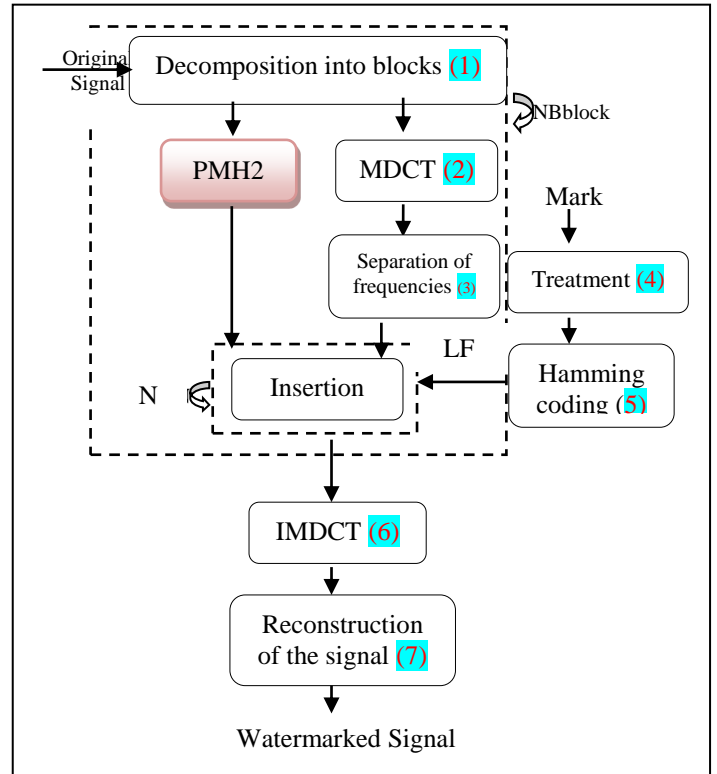 Original
Signal
Decomposition into blocks (1)
NBblock
PMH2
MDCT (2)
Mark
Separation of
frequencies (3)
Treatment (4)
LF
Hamming
coding (5)
N
Insertion
IMDCT (6)
Reconstruction
of the signal (7)
Watermarked Signal